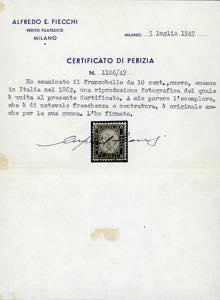 ALFREDO E. FIECCHI
PERITO FILATELICO
MILANO
MILANO, 5 luglio 1949
CERTIFICATO DI PERIZIA
N. 1106/49
Ho esaminato il francobollo da 10 cent., nuovo, emesso
in Italia nel 1862, una riproduzione fotografica del quale
è unita al presente Certificato. A mio parere l'esemplare,
che è di notevole freschezza e centratura, è originale
anche per la sua gomma. L'ho firmato.